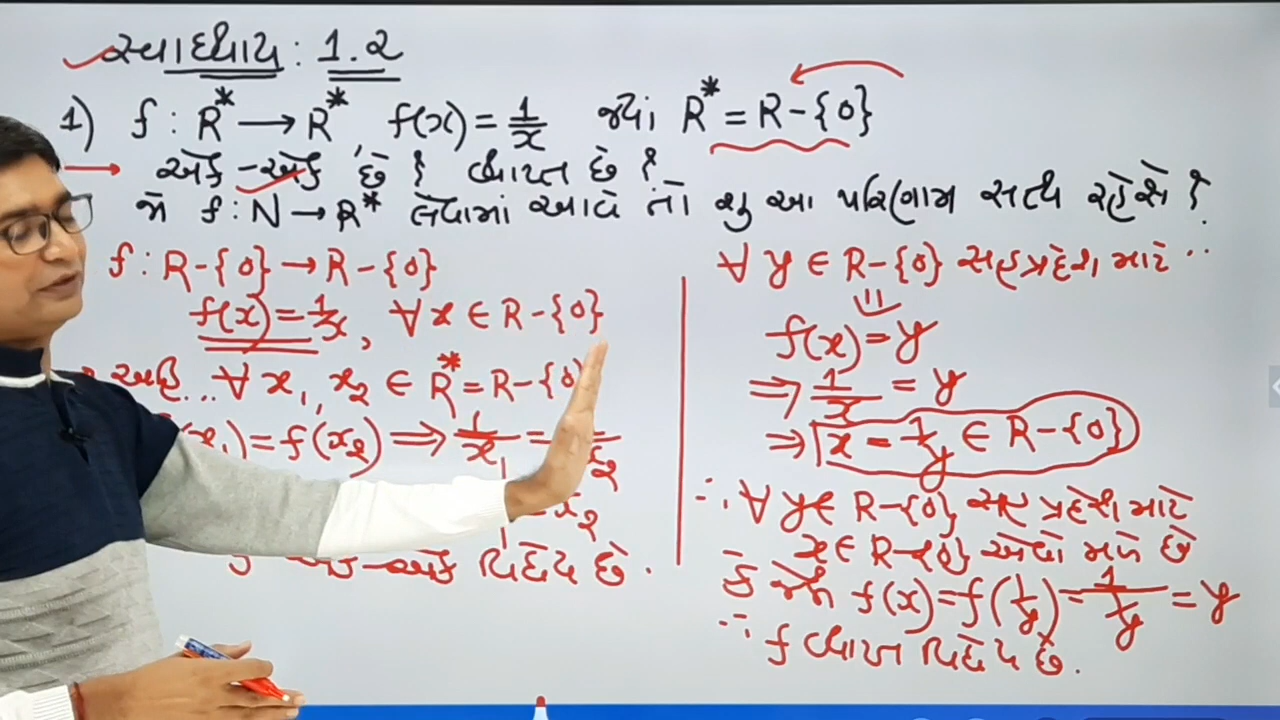 સ્વાધ્યાય : 1.2
1) f : R* → R*, f(x) = 1/x જ્યાં R* = R-{0}
એક-એક છે ? વ્યાપ્ત છે ?
જો f : N → R* લેવામાં આવે તો શું આ પરિણામ સત્ય રહેશે ?
f : R-{0} → R-{0}
f(x) = 1/x, ∀ x ∈ R-{0}
એક... ∀ x₁, x₂ ∈ R* = R-{0}
(x₁) = f(x₂) ⇒ 1/x
x₂
એક-એક વિધેય છે.
∀ y ∈ R-{0} સહપ્રદેશ માટે ..
f(x) = y
⇒ 1/x = y
⇒ x = 1/y ∈ R-{0}
∴ ∀ y ∈ R-{0} સહપ્રદેશ માટે
x ∈ R-{0} એવો મળે છે
કે જેથી f(x) = f(1/y) = 1/(1/y) = y
∴ f વ્યાપ્ત વિધેય છે.